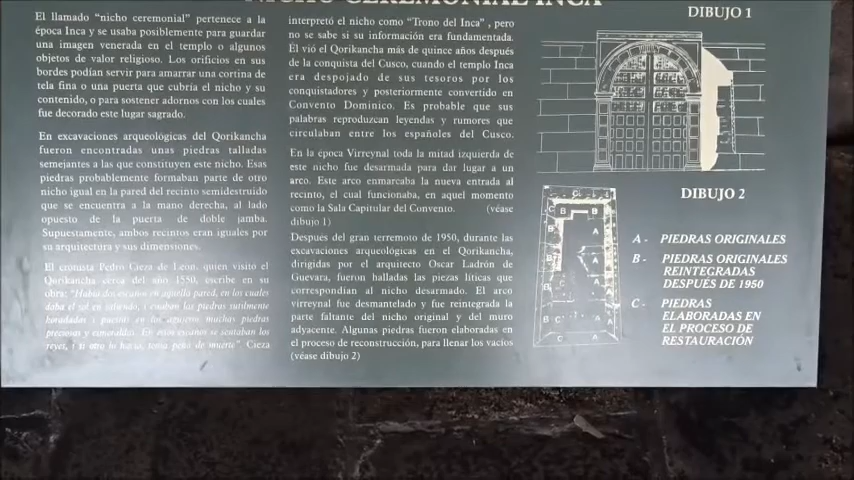 NICHO CEREMONIAL INCA
El llamado "nicho ceremonial" pertenece a la
época Inca y se usaba posiblemente para guardar
una imagen venerada en el templo o algunos
objetos de valor religioso. Los orificios en sus
bordes podían servir para amarrar una cortina de
tela fina o una puerta que cubría el nicho y su
contenido, o para sostener adornos con los cuales
fue decorado este lugar sagrado.
En excavaciones arqueológicas del Qorikancha
fueron encontradas unas piedras talladas
semejantes a las que constituyen este nicho. Esas
piedras probablemente formaban parte de otro
nicho igual en la pared del recinto semidestruido
que se encuentra a la mano derecha, al lado
opuesto de la puerta de doble jamba.
Supuestamente, ambos recintos eran iguales por
su arquitectura y sus dimensiones.
El cronista Pedro Cieza de León, quien visitó el
Qorikancha cerca del año 1550, escribe en su
obra: "Había dos escaños en aquella pared, en los cuales
daba el sol en saliendo, y estaban las piedras sutilmente
horadadas i puestas en los agujeros muchas piedras
preciosas y esmeraldas. En estos escaños se sentaban los
reyes, i si otro lo hacía, tenía pena de muerte". Cieza
interpretó el nicho como "Trono del Inca", pero
no se sabe si su información era fundamentada.
Él vió el Qorikancha más de quince años después
de la conquista del Cusco, cuando el templo Inca
era despojado de sus tesoros por los
conquistadores y posteriormente convertido en
Convento Dominico. Es probable que sus
palabras reproduzcan leyendas y rumores que
circulaban entre los españoles del Cusco.
En la época Virreynal toda la mitad izquierda de
este nicho fue desarmada para dar lugar a un
arco. Este arco enmarcaba la nueva entrada al
recinto, el cual funcionaba, en aquel momento
como la Sala Capitular del Convento. (véase
dibujo 1)
Después del gran terremoto de 1950, durante las
excavaciones arqueológicas en el Qorikancha,
dirigidas por el arquitecto Oscar Ladrón de
Guevara, fueron halladas las piezas líticas que
correspondían al nicho desarmado. El arco
virreynal fue desmantelado y fue reintegrada la
parte faltante del nicho original y del muro
adyacente. Algunas piedras fueron elaboradas en
el proceso de reconstrucción, para llenar los vacíos
(véase dibujo 2)
DIBUJO 1
DIBUJO 2
A - PIEDRAS ORIGINALES
B - PIEDRAS ORIGINALES
REINTEGRADAS
DESPUÉS DE 1950
C - PIEDRAS
ELABORADAS EN
EL PROCESO DE
RESTAURACIÓN